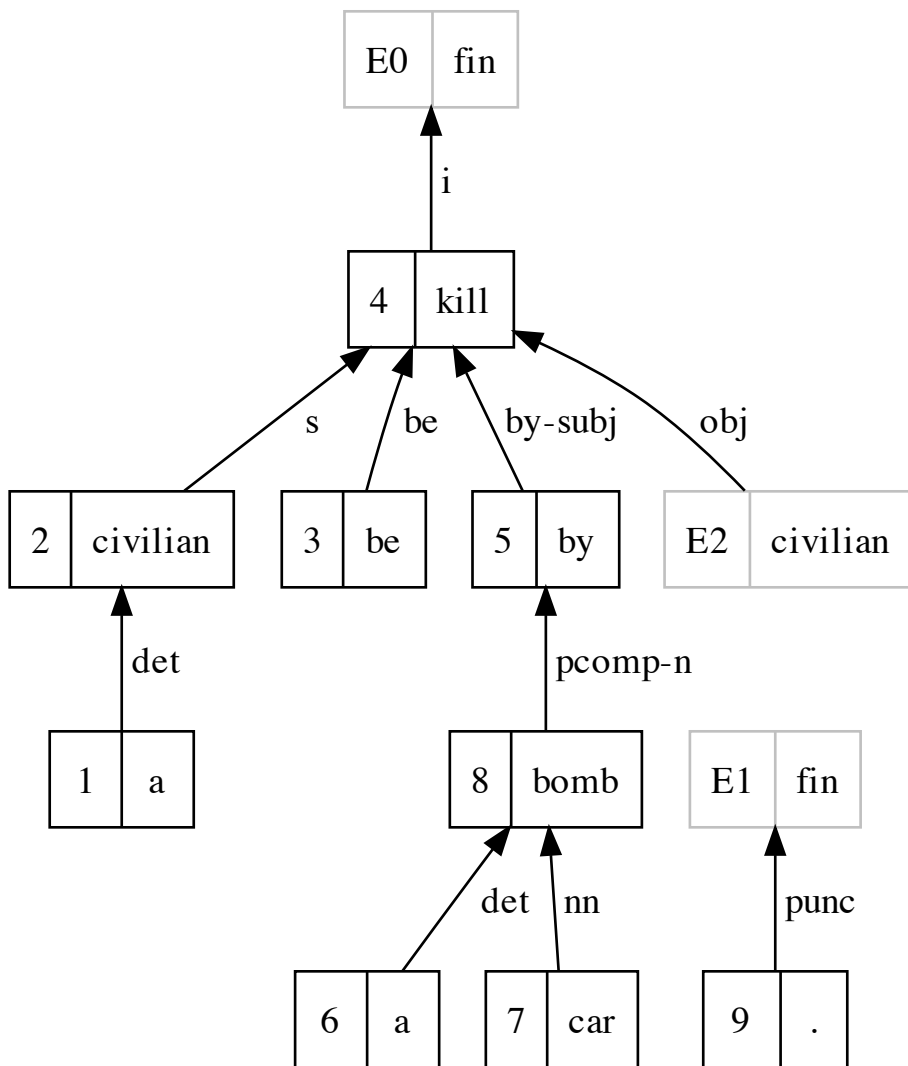 E0 fin
i
4 kill
s be by-subj obj
2 civilian 3 be 5 by E2 civilian
det pcomp-n
1 a 8 bomb E1 fin
det nn punc
6 a 7 car 9 .